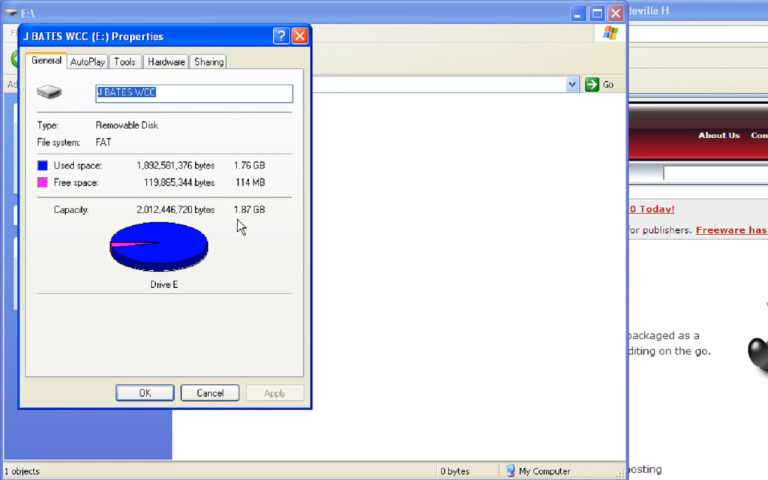 E:\
leville H
J BATES WCC (E:) Properties
General AutoPlay Tools Hardware Sharing
Go
J BATES WCC
Type: Removable Disk
File system: FAT
About Us
Used space: 1,892,581,376 bytes 1.76 GB
Free space: 119,865,344 bytes 114 MB
Capacity: 2,012,446,720 bytes 1.87 GB
0 Today!
for publishers. Freeware has
Drive E
packaged as a
diting on the go.
OK Cancel Apply
1 objects 0 bytes My Computer
osting